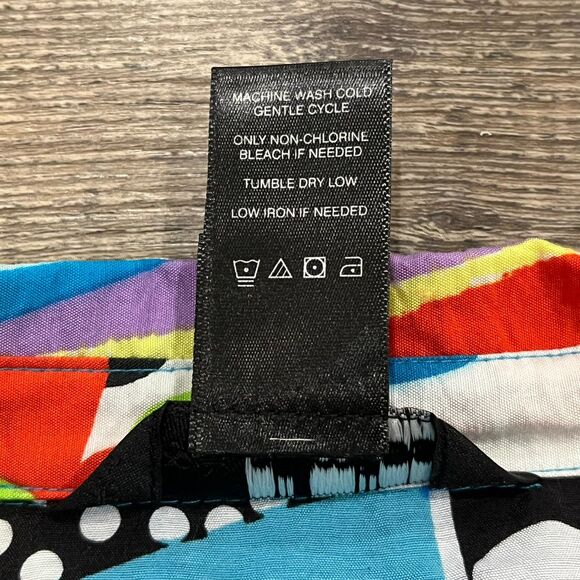 MACHINE WASH COLD
GENTLE CYCLE
ONLY NON-CHLORINE
BLEACH IF NEEDED
TUMBLE DRY LOW
LOW IRON IF NEEDED